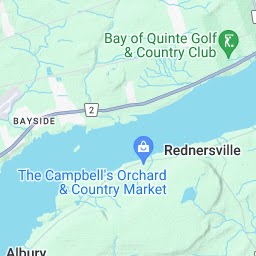 Bay of Quinte Golf
& Country Club
2
BAYSIDE
Rednersville
The Campbell's Orchard
& Country Market
Albury